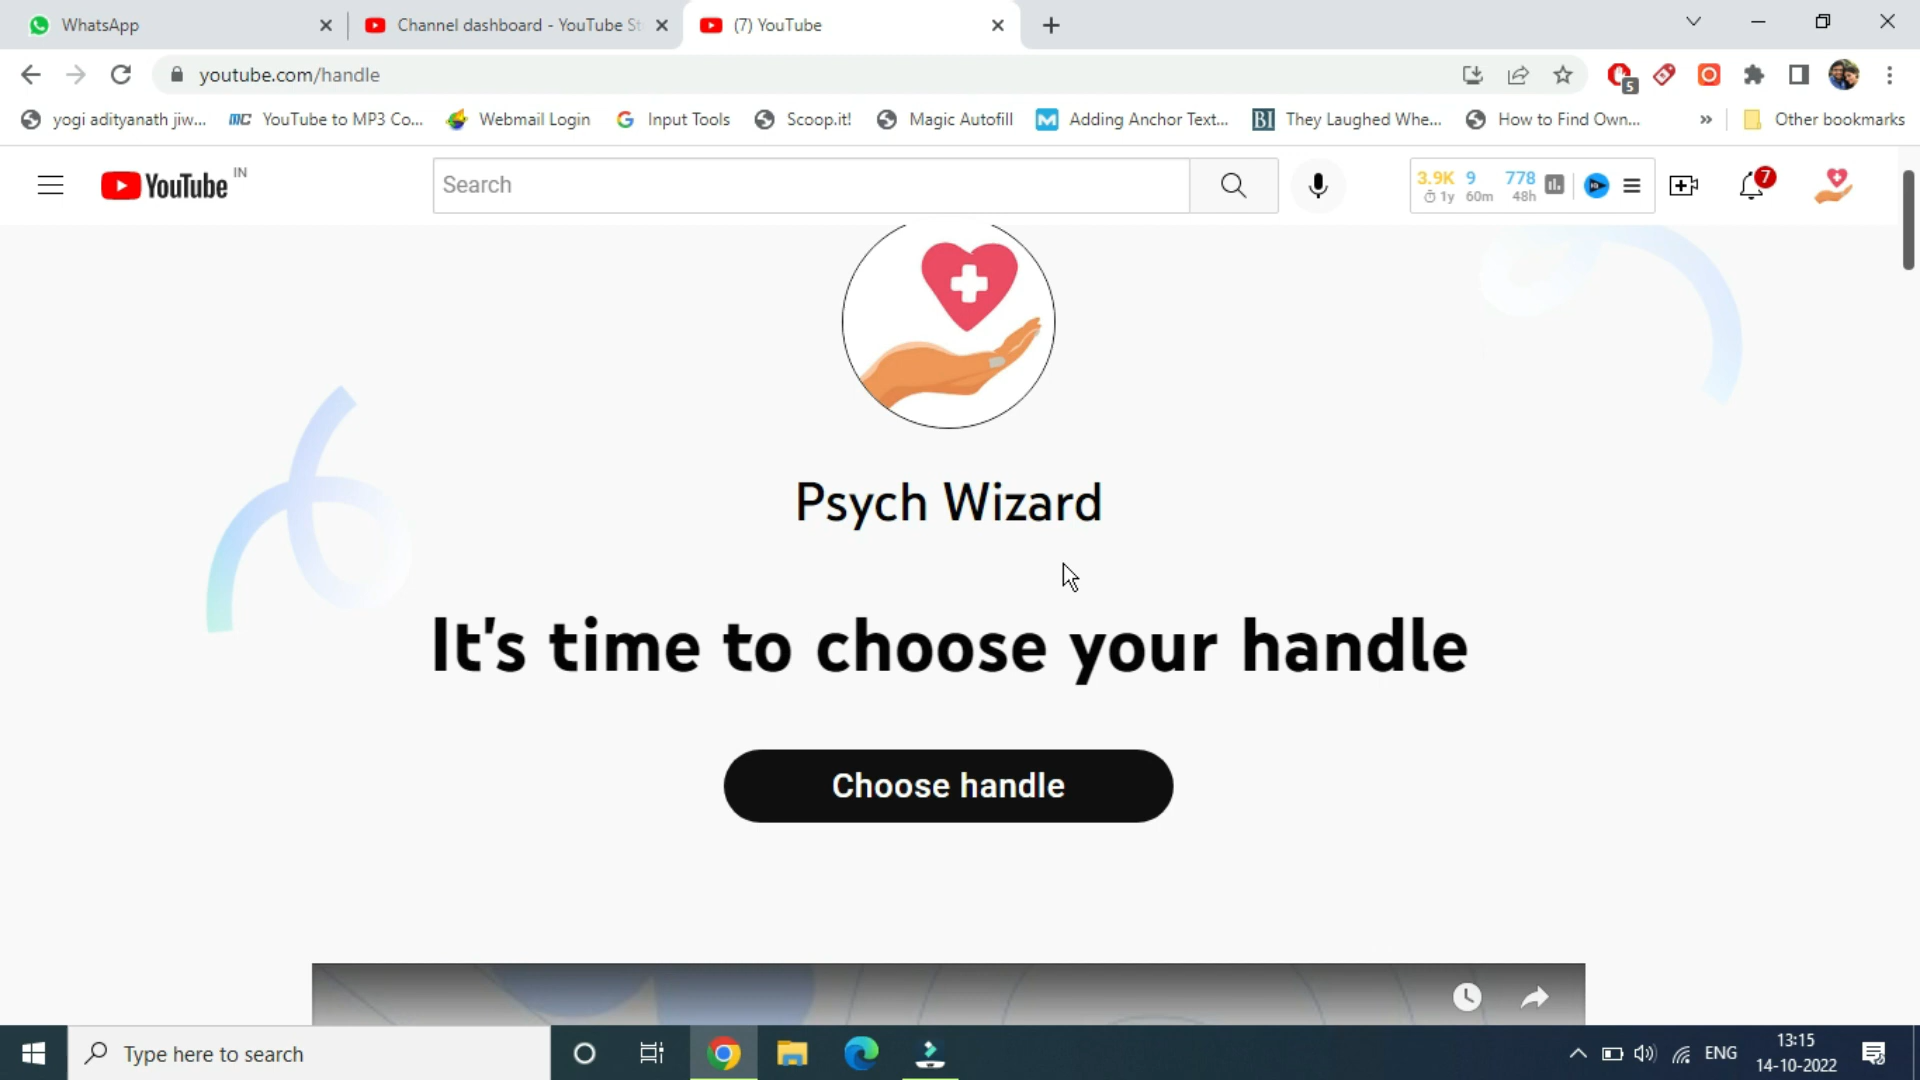 WhatsApp
Channel dashboard - YouTube St
(7) YouTube
youtube.com/handle
5
yogi adityanath jiw...
MC YouTube to MP3 Co...
Webmail Login
G Input Tools
Scoop.it!
Magic Autofill
M Adding Anchor Text...
BI They Laughed Whe...
How to Find Own...
»
Other bookmarks
YouTube IN
Search
3.9K 9 778
1y 60m 48h
7
Psych Wizard
It's time to choose your handle
Choose handle
Type here to search
ENG
13:15
14-10-2022